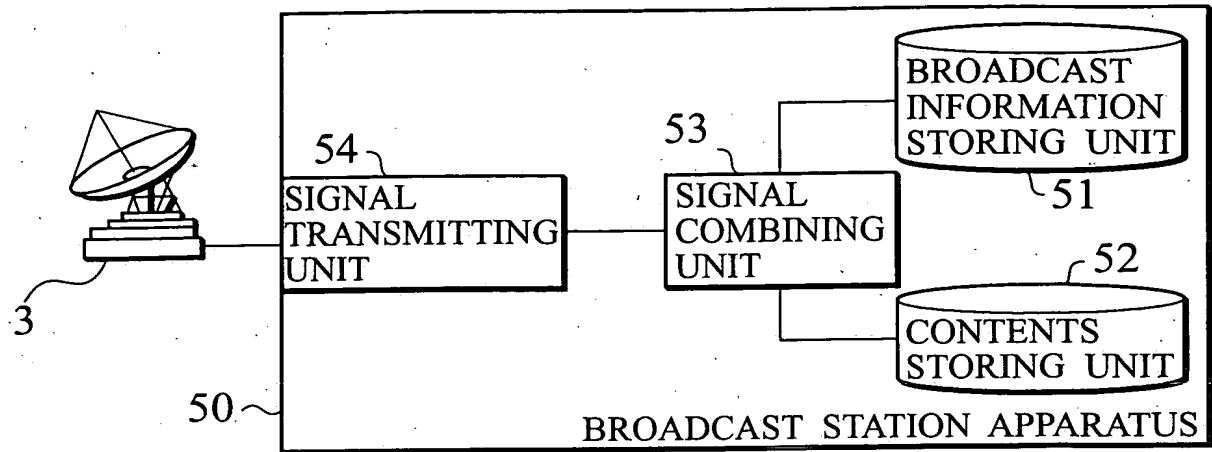 BROADCAST
INFORMATION
STORING UNIT
51
54
53
SIGNAL
TRANSMITTING
UNIT
SIGNAL
COMBINING
UNIT
52
CONTENTS
STORING UNIT
3
50
BROADCAST STATION APPARATUS